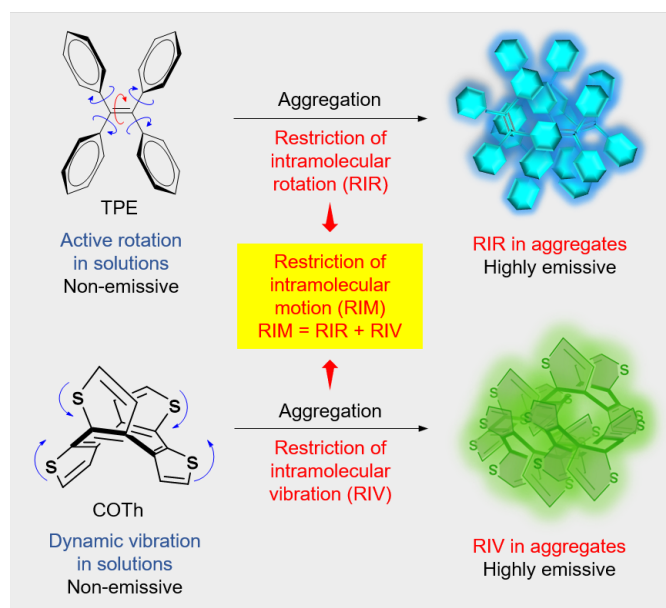 TPE
Active rotation
in solutions
Non-emissive
Aggregation
Restriction of
intramolecular
rotation (RIR)
RIR in aggregates
Highly emissive
Restriction of
intramolecular
motion (RIM)
RIM = RIR + RIV
S
S
S
S
COTh
Dynamic vibration
in solutions
Non-emissive
Aggregation
Restriction of
intramolecular
vibration (RIV)
S
S
S
S
S
S
S
S
RIV in aggregates
Highly emissive